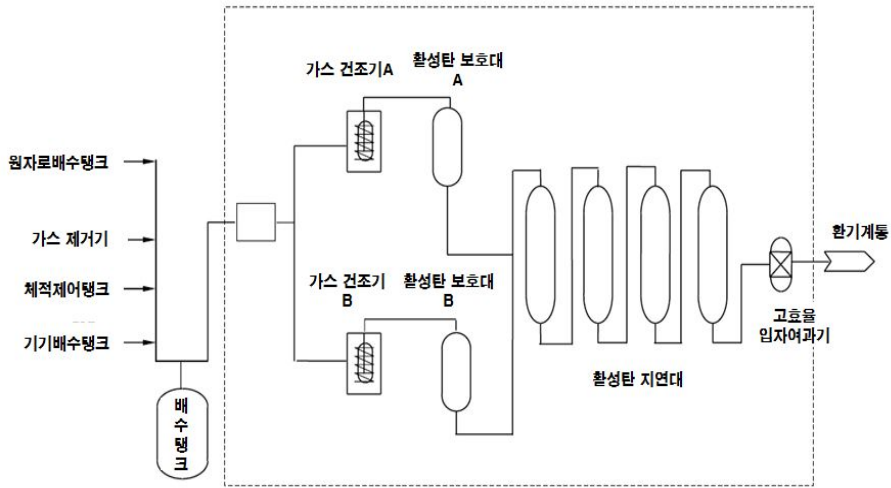 가스 건조기A
활성탄 보호대
A
원자로배수탱크
가스 제거기
체적제어탱크
기기배수탱크
배
수
탱
크
가스 건조기
B
활성탄 보호대
B
환기계통
고효율
입자여과기
활성탄 지연대